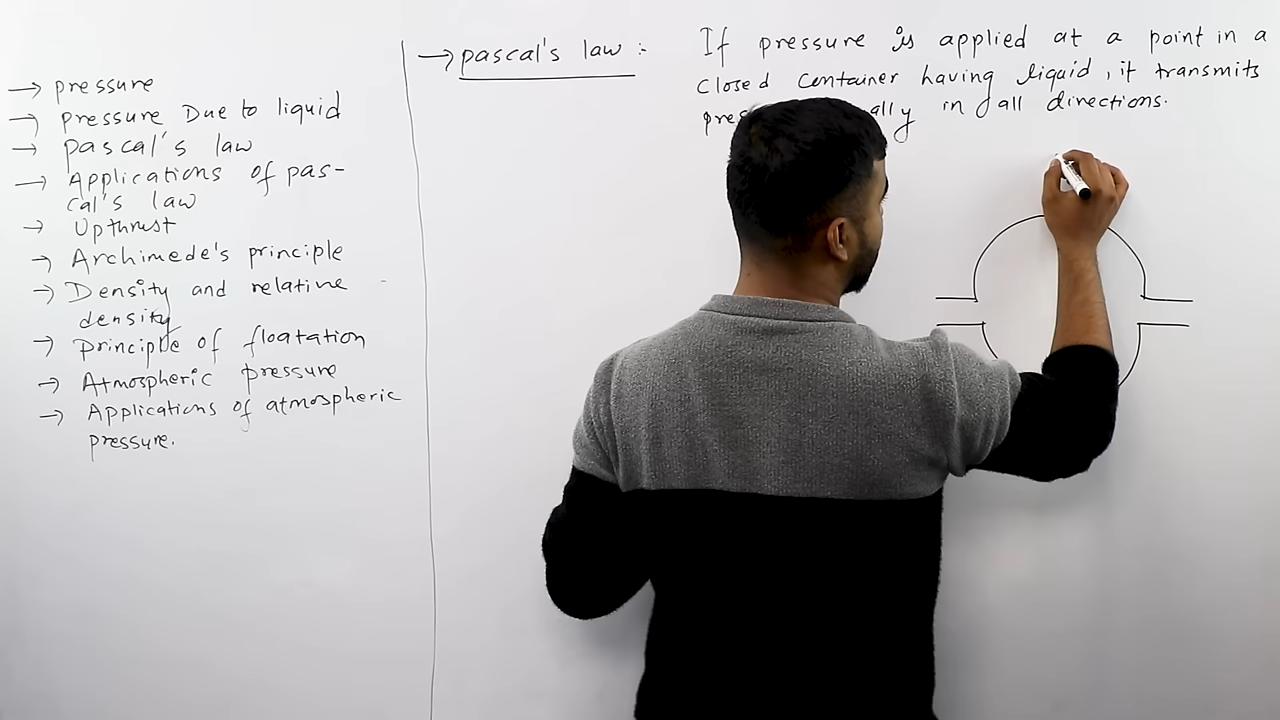 → pressure
→ pressure Due to liquid
→ pascal's law
→ Applications of pas-
cal's law
→ Upthrust
→ Archimede's principle
→ Density and relative
density
→ principle of floatation
→ Atmospheric pressure
→ Applications of atmospheric
pressure.
→ pascal's law :-
If pressure is applied at a point in a
closed container having liquid, it transmits
in all directions.